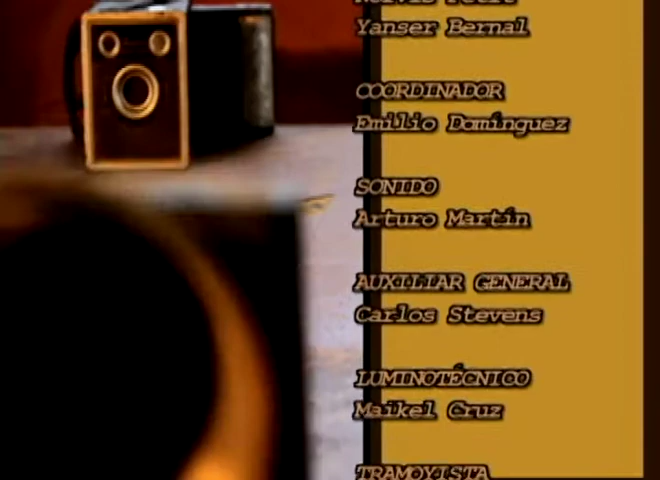 Yanser Bernal
COORDINADOR
Emilio Domínguez
SONIDO
Arturo Martín
AUXILIAR GENERAL
Carlos Stevens
LUMINOTÉCNICO
Maikel Cruz
TRAMOYISTA